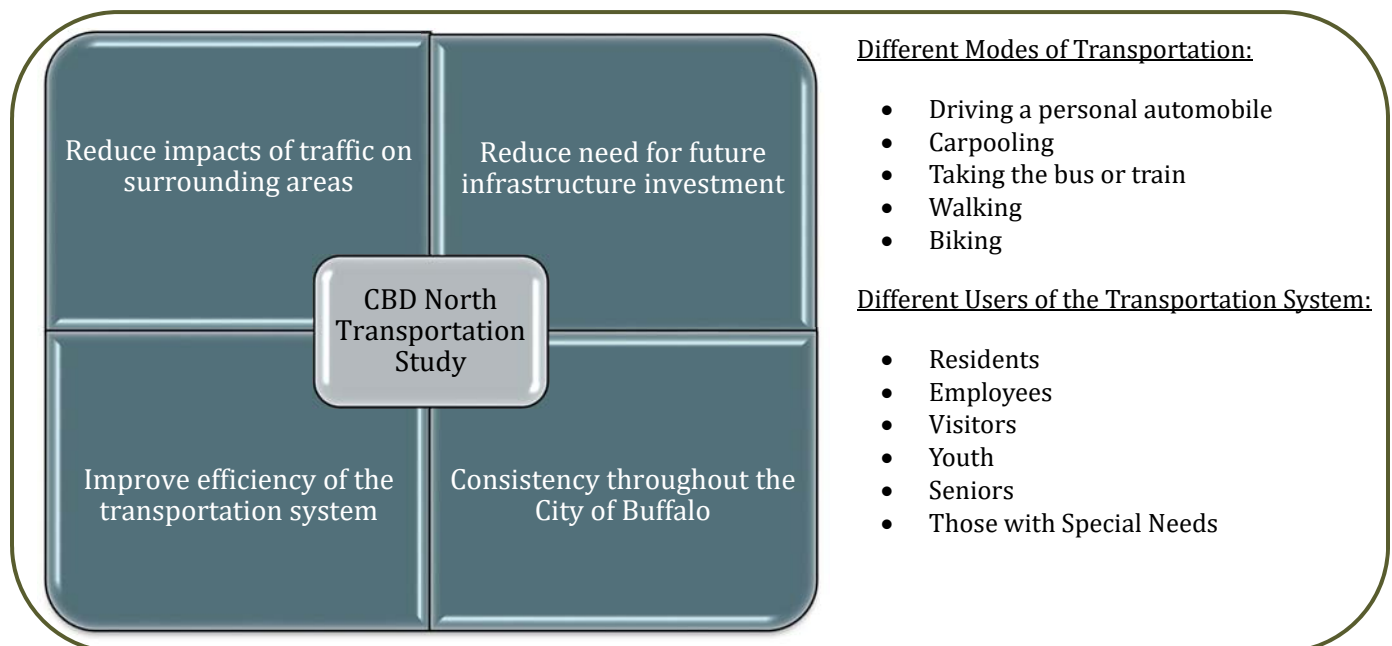 Reduce impacts of traffic on
surrounding areas
Reduce need for future
infrastructure investment
CBD North
Transportation
Study
Improve efficiency of the
transportation system
Consistency throughout the
City of Buffalo
Different Modes of Transportation:
• Driving a personal automobile
• Carpooling
• Taking the bus or train
• Walking
• Biking
Different Users of the Transportation System:
• Residents
• Employees
• Visitors
• Youth
• Seniors
• Those with Special Needs